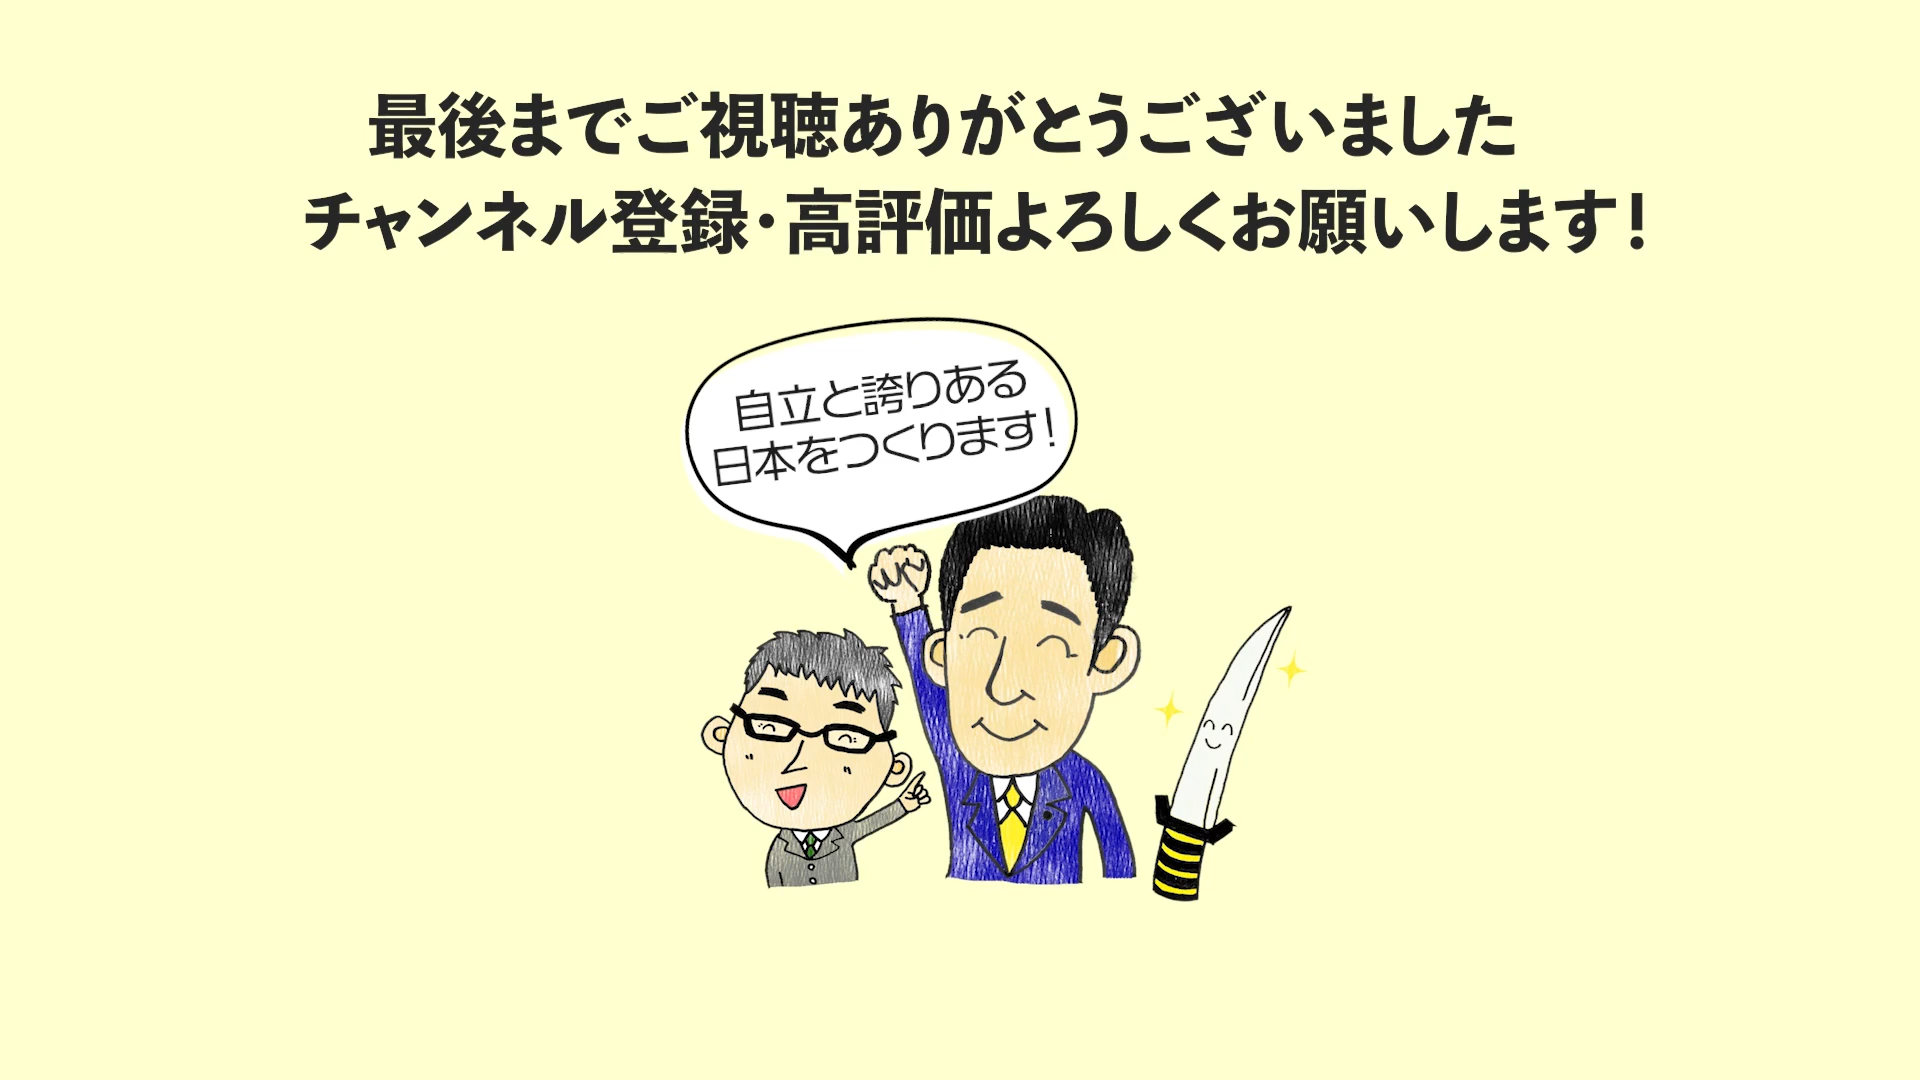 最後までご視聴ありがとうございました
チャンネル登録・高評価よろしくお願いします！
自立と誇りある
日本をつくります！